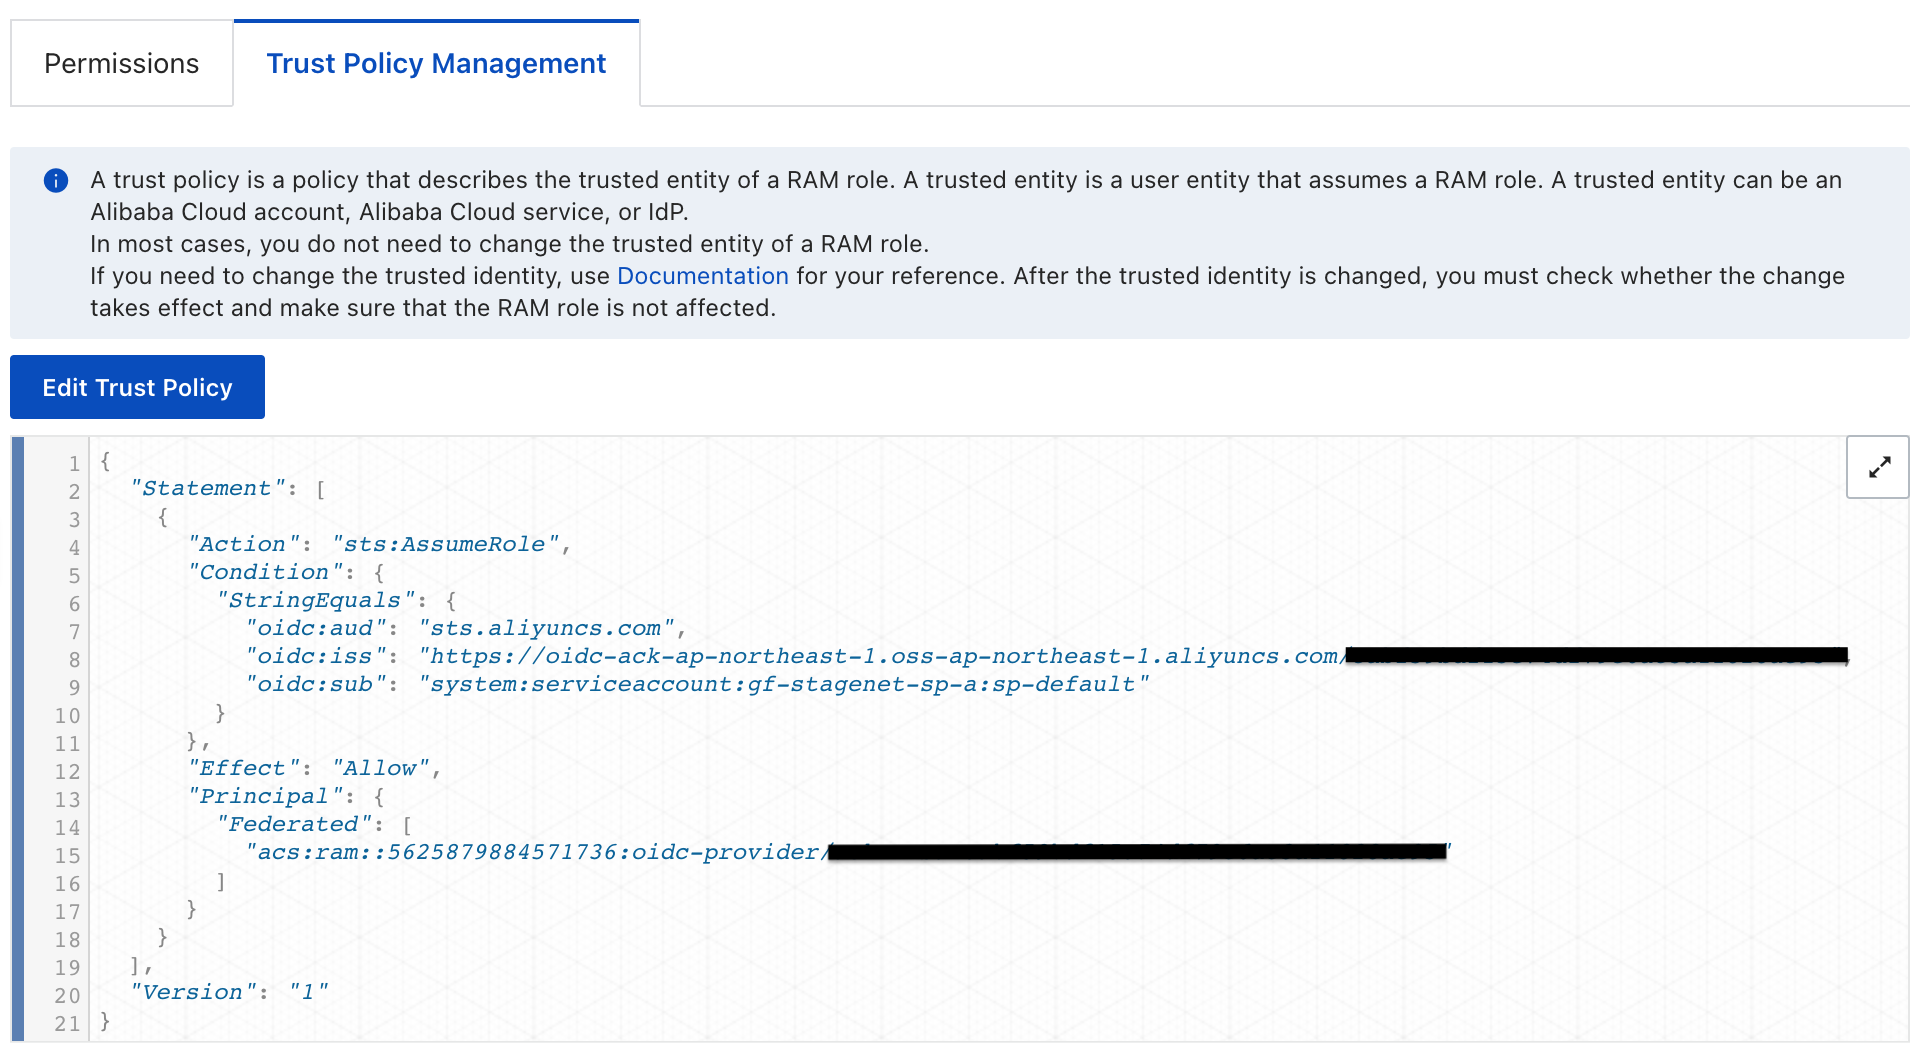 Permissions
Trust Policy Management
A trust policy is a policy that describes the trusted entity of a RAM role. A trusted entity is a user entity that assumes a RAM role. A trusted entity can be an
Alibaba Cloud account, Alibaba Cloud service, or IdP.
In most cases, you do not need to change the trusted entity of a RAM role.
If you need to change the trusted identity, use Documentation for your reference. After the trusted identity is changed, you must check whether the change
takes effect and make sure that the RAM role is not affected.
Edit Trust Policy
1 {
2 "Statement": [
3 {
4 "Action": "sts:AssumeRole",
5 "Condition": {
6 "StringEquals": {
7 "oidc:aud": "sts.aliyuncs.com",
8 "oidc:iss": "https://oidc-ack-ap-northeast-1.oss-ap-northeast-1.aliyuncs.com/
9 "oidc:sub": "system:serviceaccount:gf-stagenet-sp-a:sp-default"
10 }
11 },
12 "Effect": "Allow",
13 "Principal": {
14 "Federated": [
15 "acs:ram::5625879884571736:oidc-provider/ "
16 ]
17 }
18 }
19 ],
20 "Version": "1"
21 }